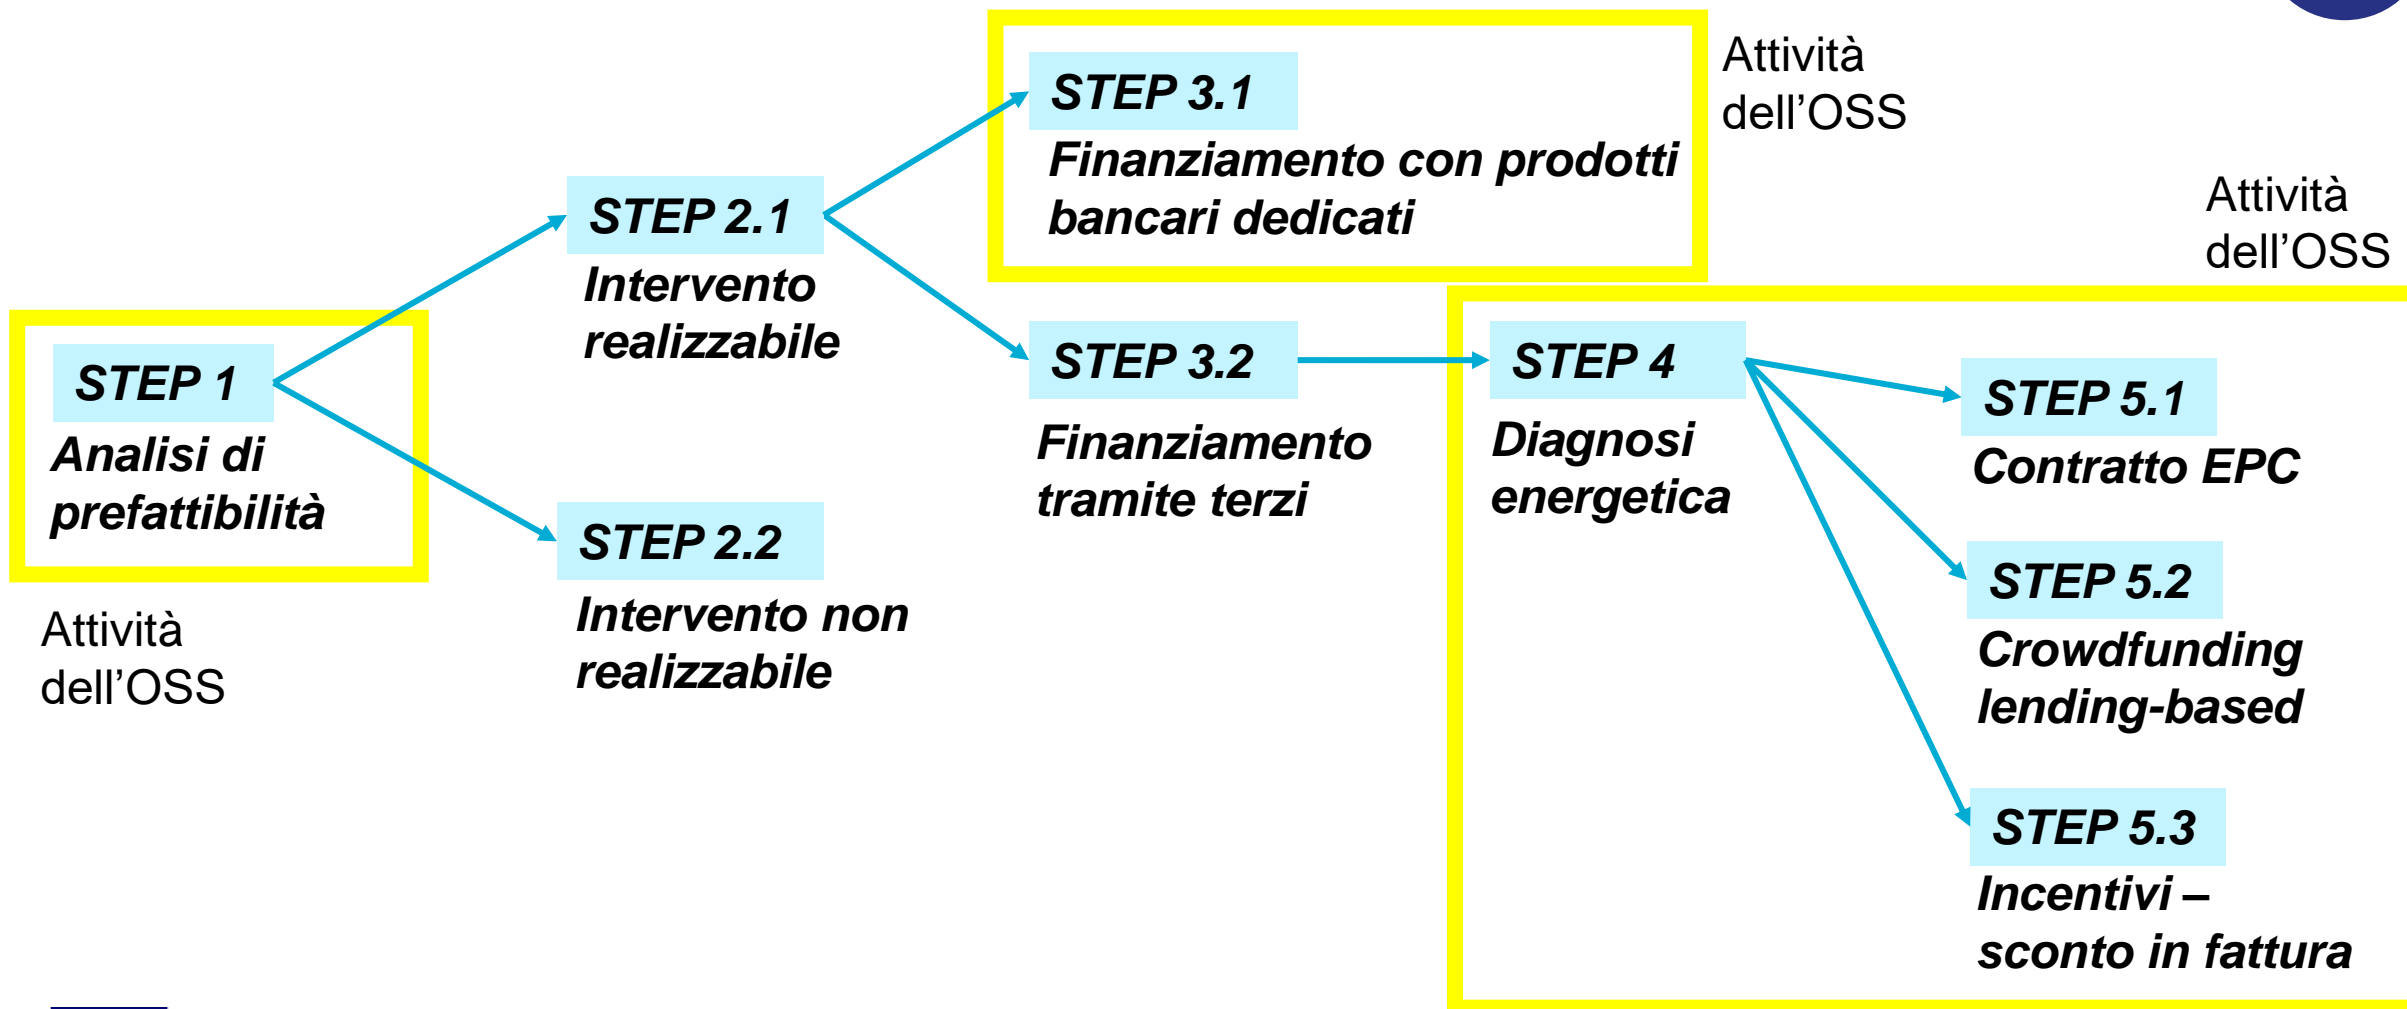 STEP 1
Analisi di
prefattibilità
Attività
dell’OSS
STEP 2.1
Intervento
realizzabile
STEP 2.2
Intervento non
realizzabile
STEP 3.1
Finanziamento con prodotti
bancari dedicati
Attività
dell’OSS
STEP 3.2
Finanziamento
tramite terzi
Attività
dell’OSS
STEP 4
Diagnosi
energetica
STEP 5.1
Contratto EPC
STEP 5.2
Crowdfunding
lending-based
STEP 5.3
Incentivi –
sconto in fattura